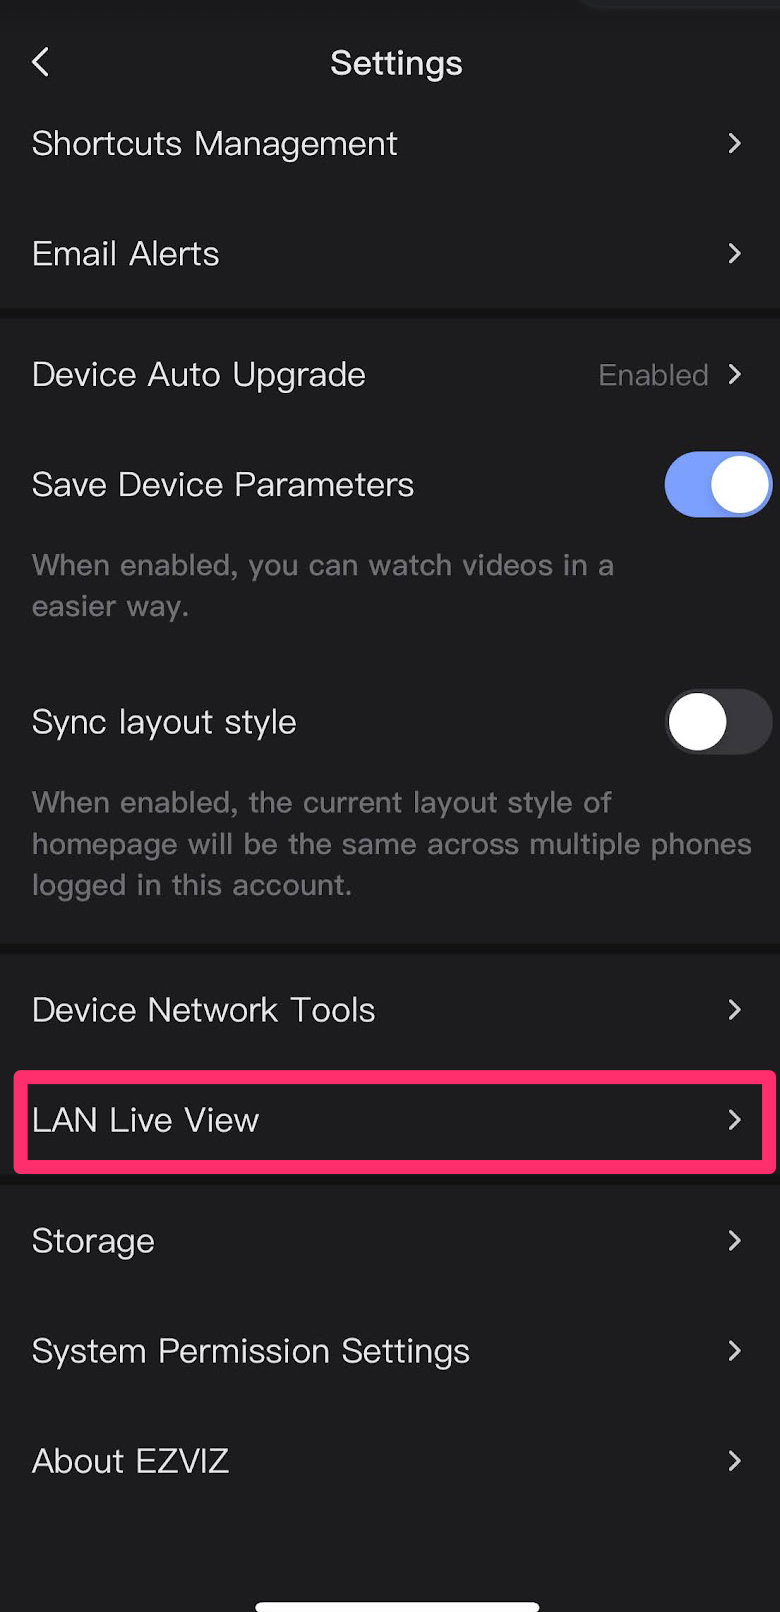 Settings
Shortcuts Management
Email Alerts
Device Auto Upgrade Enabled
Save Device Parameters
When enabled, you can watch videos in a
easier way.
Sync layout style
When enabled, the current layout style of
homepage will be the same across multiple phones
logged in this account.
Device Network Tools
LAN Live View
Storage
System Permission Settings
About EZVIZ